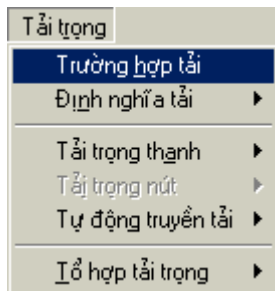 Tải trọng
Trường hợp tải
Định nghĩa tải
Tải trọng thanh
Tải trọng nút
Tự động truyền tải
Tổ hợp tải trọng